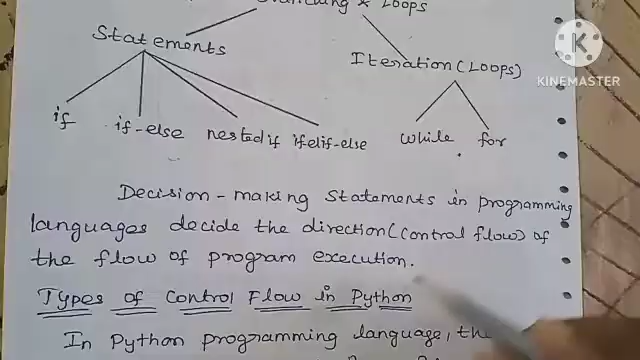 & Loops
Statements
Iteration (LOOPS)
if
if-else
nested if
if elif-else
while
for
Decision-making statements in programming
languages decide the direction (control flow) of
the flow of program execution.
Types of Control Flow in Python
In Python programming language, the
KINEMASTER